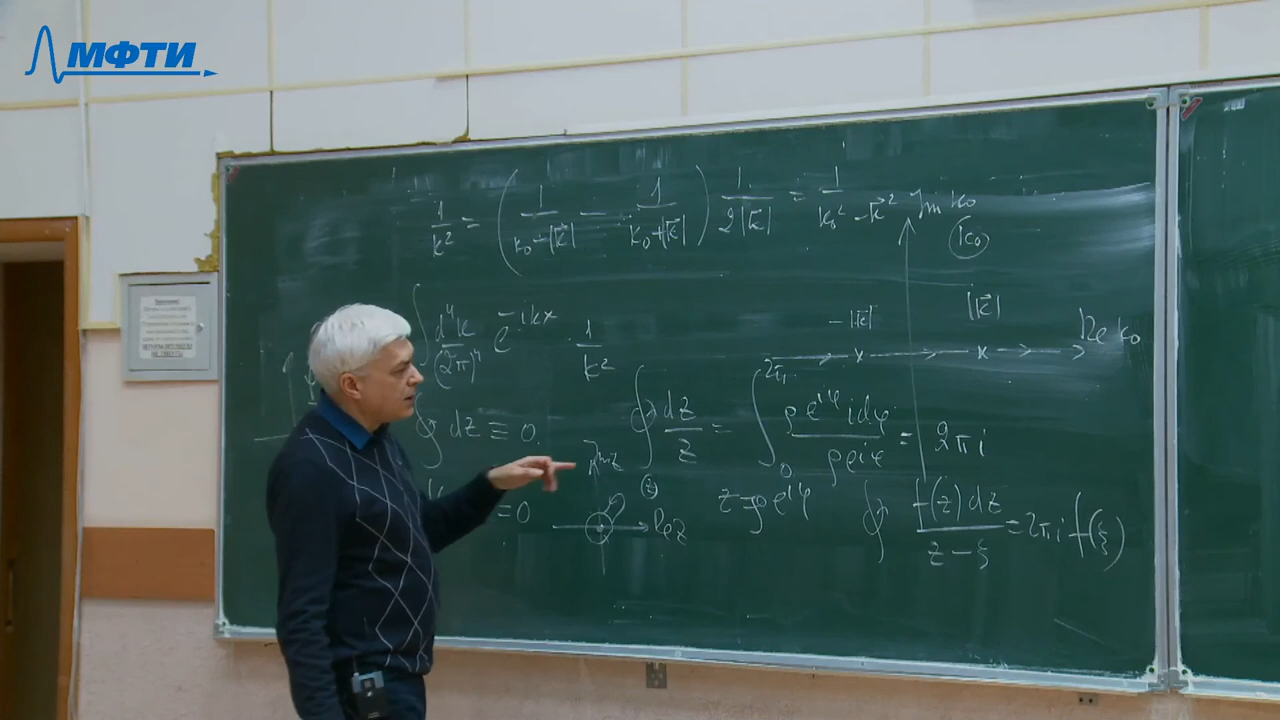 МФТИ
1/k² = (1/(k₀-|k⃗|) - 1/(k₀+|k⃗|)) 1/(2|k⃗|) = 1/(k₀² - k⃗²)
Im k₀
k₀
∫ d⁴k/(2π)⁴ e^{-ikx} · 1/k²
-|k⃗|
|k⃗|
Re k₀
∮ dz ≡ 0
∮ dz/z = ∫₀^{2π} ρe^{iφ} i dφ / ρe^{iφ} = 2πi
Im z
z
= 0
Re z
z = ρe^{iφ}
∮ f(z)dz/(z-ξ) = 2πi f(ξ)